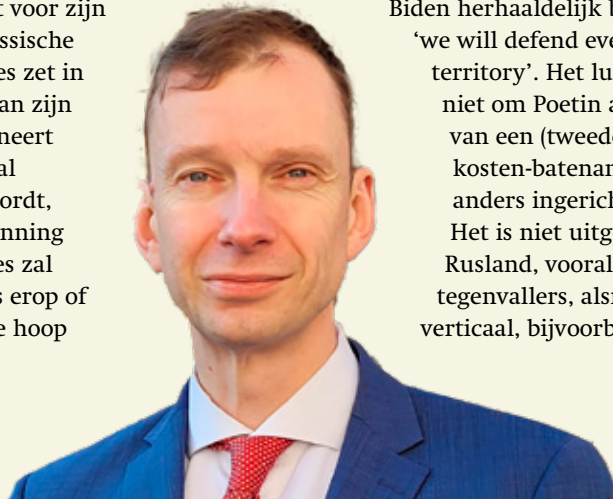 t voor zijn
ssische
es zet in
an zijn
neert
al
ordt,
nning
es zal
s erop of
e hoop
Biden herhaaldelijk b
‘we will defend eve
territory’. Het lu
niet om Poetin a
van een (tweed
kosten-batenan
anders ingerich
Het is niet uitg
Rusland, vooral
tegenvallers, als
verticaal, bijvoorb